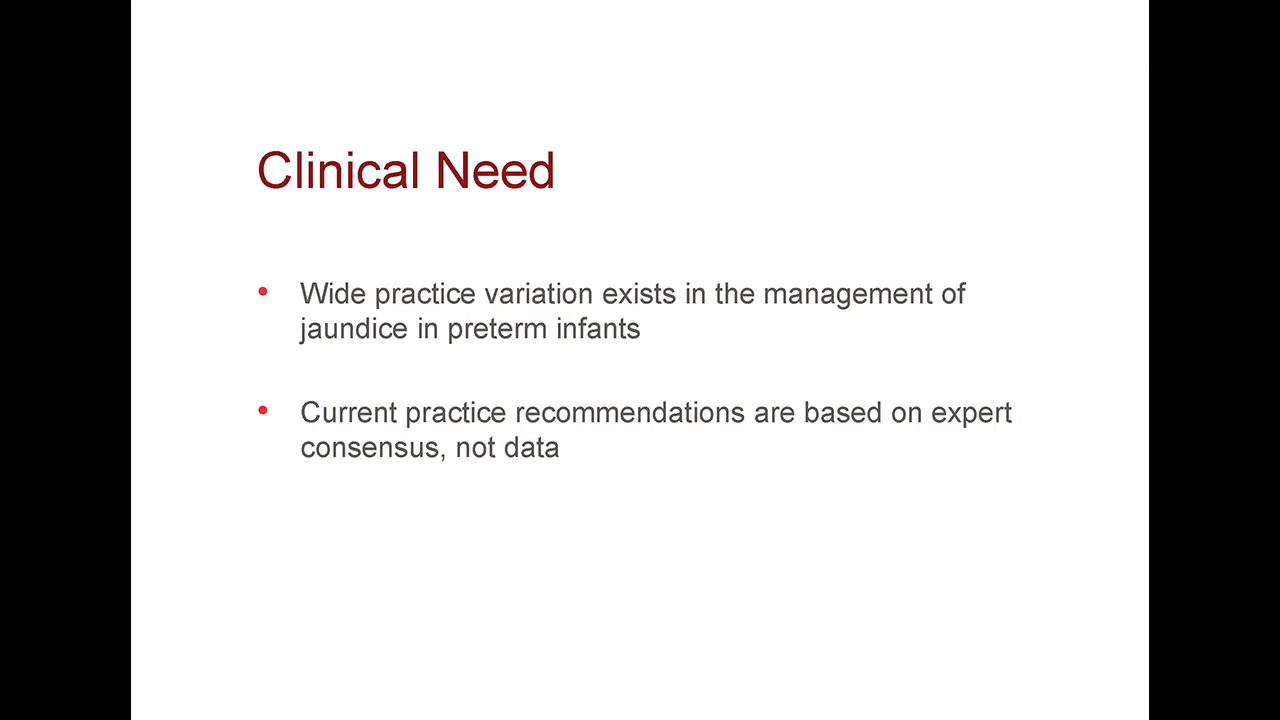 Clinical Need
• Wide practice variation exists in the management of
jaundice in preterm infants
• Current practice recommendations are based on expert
consensus, not data